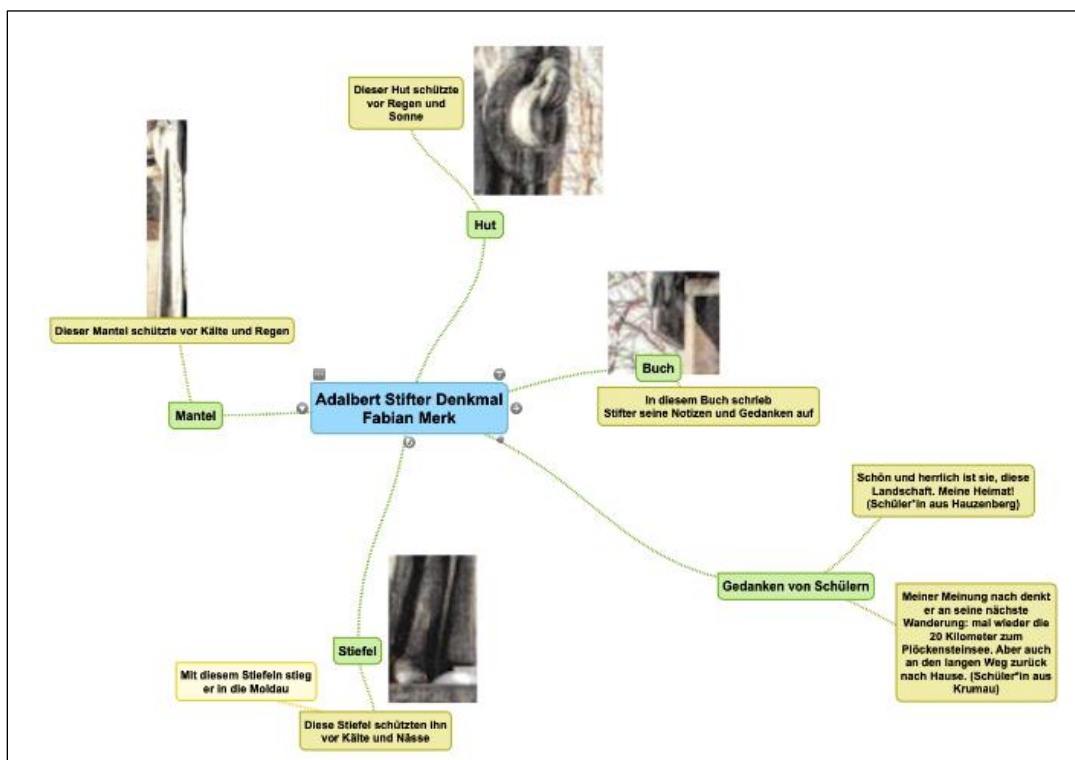 Dieser Hut schützte
vor Regen und
Sonne
Hut
Dieser Mantel schützte vor Kälte und Regen
Mantel
Adalbert Stifter Denkmal
Fabian Merk
Buch
In diesem Buch schrieb
Stifter seine Notizen und Gedanken auf
Schön und herrlich ist sie, diese
Landschaft. Meine Heimat!
(Schüler*in aus Hauzenberg)
Gedanken von Schülern
Meiner Meinung nach denkt
er an seine nächste
Wanderung: mal wieder die
20 Kilometer zum
Plöckensteinsee. Aber auch
an den langen Weg zurück
nach Hause. (Schüler*in aus
Krumau)
Stiefel
Mit diesem Stiefeln stieg
er in die Moldau
Diese Stiefel schützten ihn
vor Kälte und Nässe